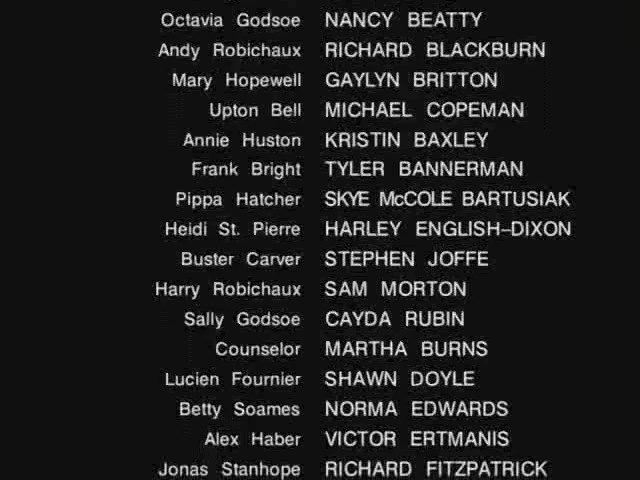 Octavia Godsoe NANCY BEATTY
Andy Robichaux RICHARD BLACKBURN
Mary Hopewell GAYLYN BRITTON
Upton Bell MICHAEL COPEMAN
Annie Huston KRISTIN BAXLEY
Frank Bright TYLER BANNERMAN
Pippa Hatcher SKYE McCOLE BARTUSIAK
Heidi St. Pierre HARLEY ENGLISH–DIXON
Buster Carver STEPHEN JOFFE
Harry Robichaux SAM MORTON
Sally Godsoe CAYDA RUBIN
Counselor MARTHA BURNS
Lucien Fournier SHAWN DOYLE
Betty Soames NORMA EDWARDS
Alex Haber VICTOR ERTMANIS
Jonas Stanhope RICHARD FITZPATRICK